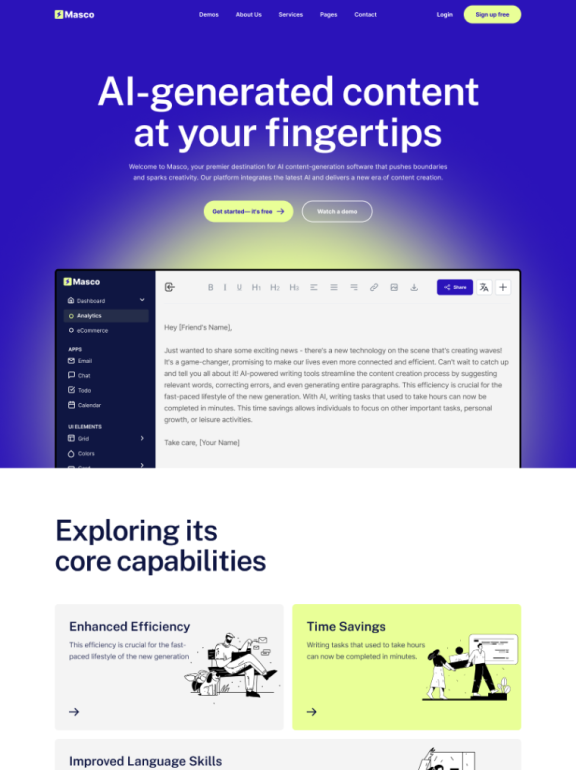 Masco
Demos About Us Services Pages Contact
Login Sign up free
AI-generated content
at your fingertips
Welcome to Masco, your premier destination for AI content-generation software that pushes boundaries
and sparks creativity. Our platform integrates the latest AI and delivers a new era of content creation.
Get started— it's free Watch a demo
Masco
Dashboard
Analytics
eCommerce
APPS
Email
Chat
Todo
Calendar
UI ELEMENTS
Grid
Colors
B I U H1 H2 H3
Share
Hey [Friend's Name],
Just wanted to share some exciting news - there's a new technology on the scene that's creating waves!
It's a game-changer, promising to make our lives even more connected and efficient. Can't wait to catch up
and tell you all about it! AI-powered writing tools streamline the content creation process by suggesting
relevant words, correcting errors, and even generating entire paragraphs. This efficiency is crucial for the
fast-paced lifestyle of the new generation. With AI, writing tasks that used to take hours can now be
completed in minutes. This time savings allows individuals to focus on other important tasks, personal
growth, or leisure activities.
Take care, [Your Name]
Exploring its
core capabilities
Enhanced Efficiency
This efficiency is crucial for the fast-
paced lifestyle of the new generation
Time Savings
Writing tasks that used to take hours
can now be completed in minutes.
Improved Language Skills